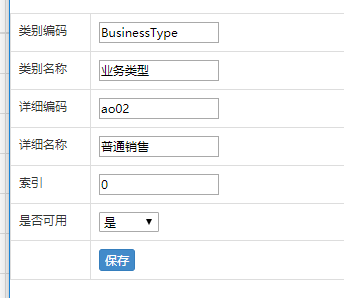 类别编码 BusinessType
类别名称 业务类型
详细编码 ao02
详细名称 普通销售
索引 0
是否可用 是
保存